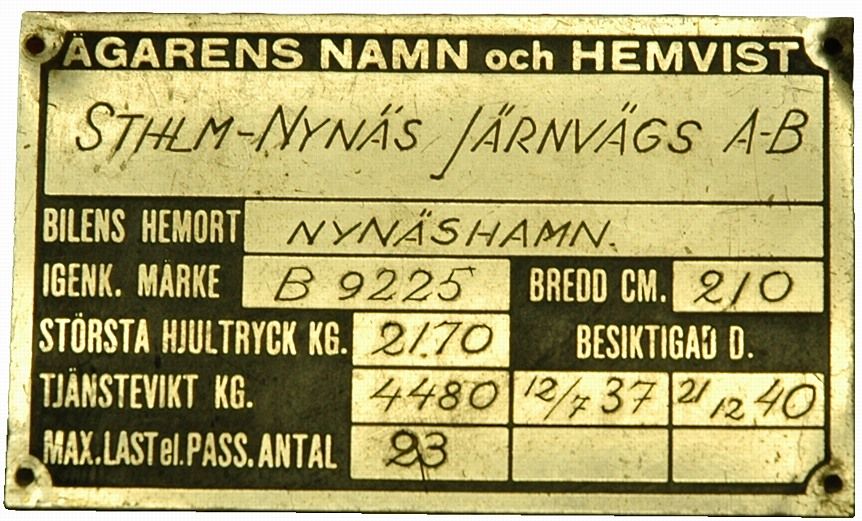 ÄGARENS NAMN och HEMVIST
STHLM-NYNÄS JÄRNVÄGS A-B
BILENS HEMORT NYNÄSHAMN.
IGENK. MÄRKE B 9225 BREDD CM. 210
STÖRSTA HJULTRYCK KG. 2170 BESIKTIGAD D.
TJÄNSTEVIKT KG. 4480 12/7 37 21/12 40
MAX. LAST el. PASS. ANTAL 23